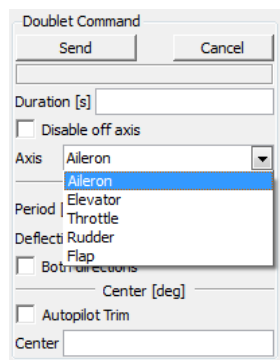 Doublet Command
Send Cancel
Duration [s]
Disable off axis
Axis Aileron
Aileron
Elevator
Period [ Throttle
Deflecti Rudder
Flap
Both directions
Center [deg]
Autopilot Trim
Center